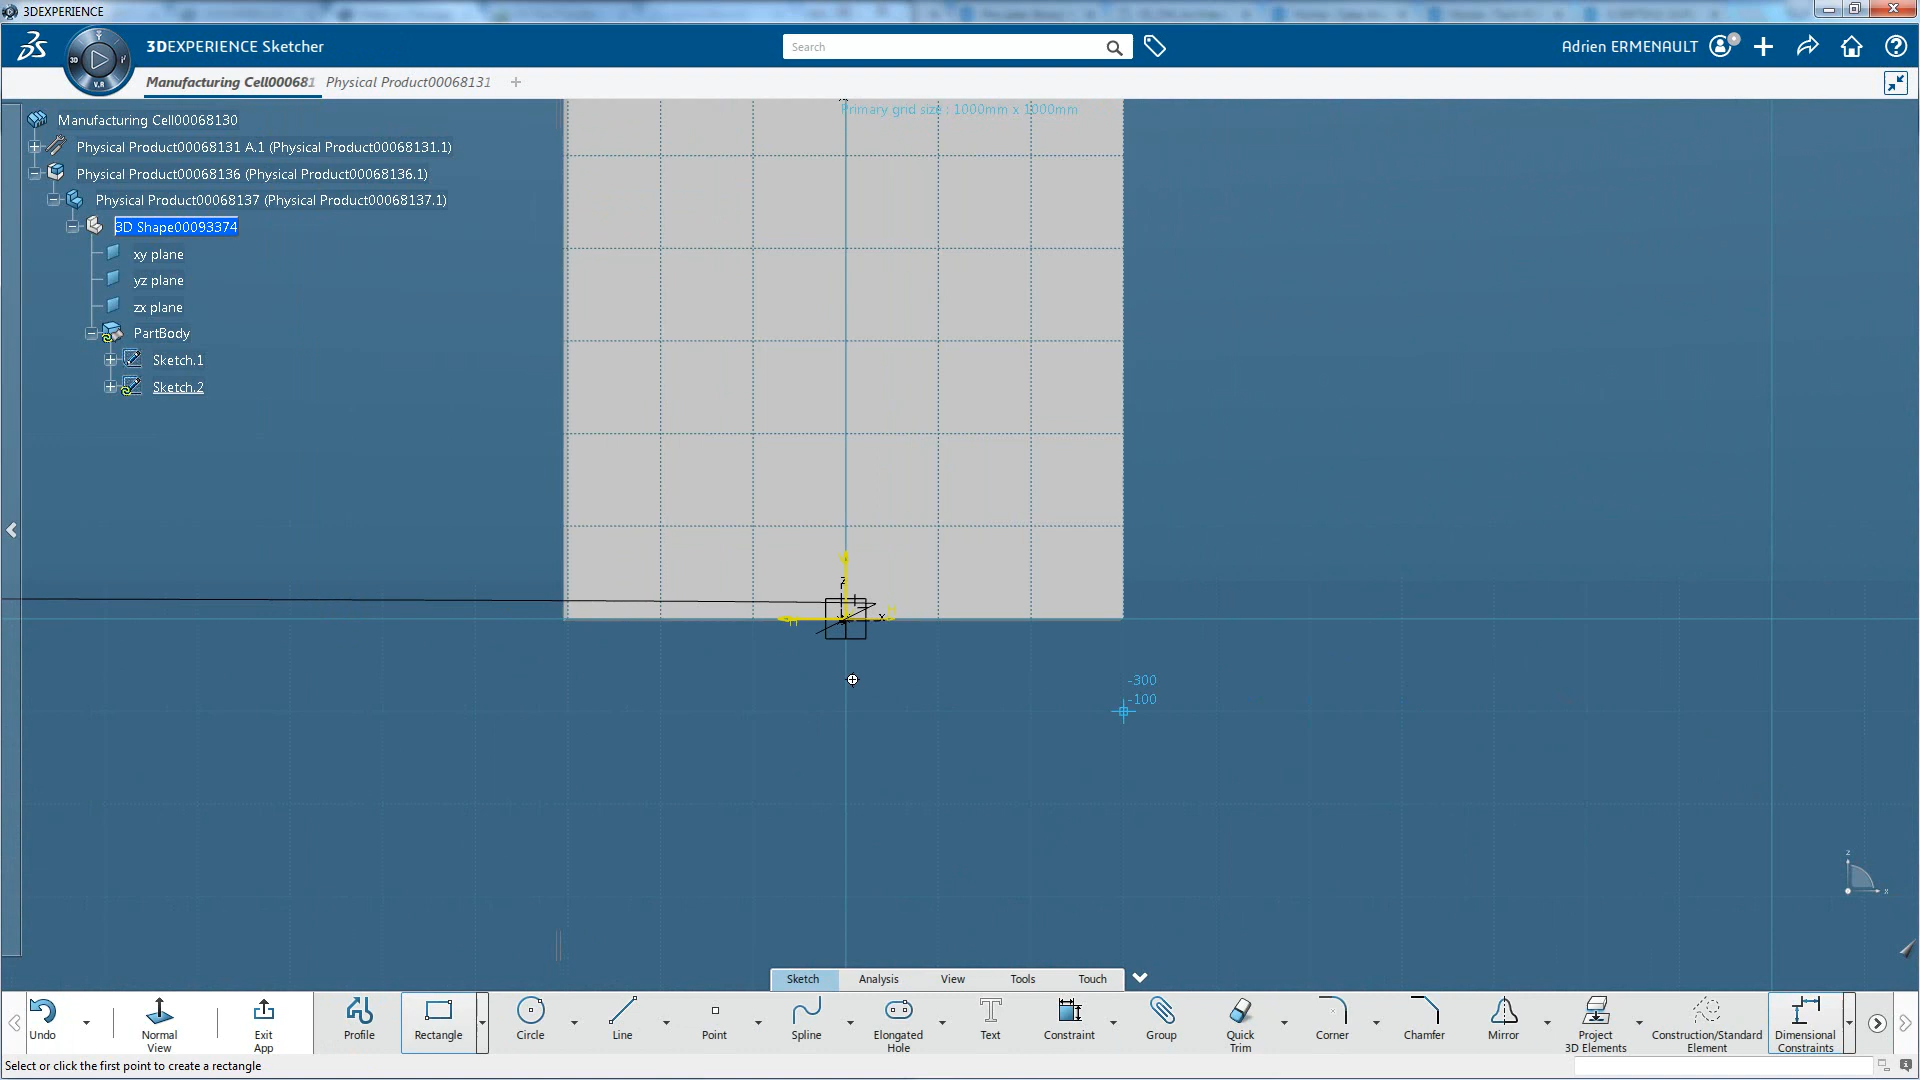 3DEXPERIENCE
3DEXPERIENCE Sketcher
Search
Adrien ERMENAULT
3D
V.R
Manufacturing Cell000681
Physical Product00068131
Primary grid size : 1000mm x 1000mm
Manufacturing Cell00068130
Physical Product00068131 A.1 (Physical Product00068131.1)
Physical Product00068136 (Physical Product00068136.1)
Physical Product00068137 (Physical Product00068137.1)
3D Shape00093374
xy plane
yz plane
zx plane
PartBody
Sketch.1
Sketch.2
V
z
H
H
x
-300
-100
z
x
Sketch
Analysis
View
Tools
Touch
Undo
Normal View
Exit App
Profile
Rectangle
Circle
Line
Point
Spline
Elongated Hole
Text
Constraint
Group
Quick Trim
Corner
Chamfer
Mirror
Project 3D Elements
Construction/Standard Element
Dimensional Constraints
Select or click the first point to create a rectangle